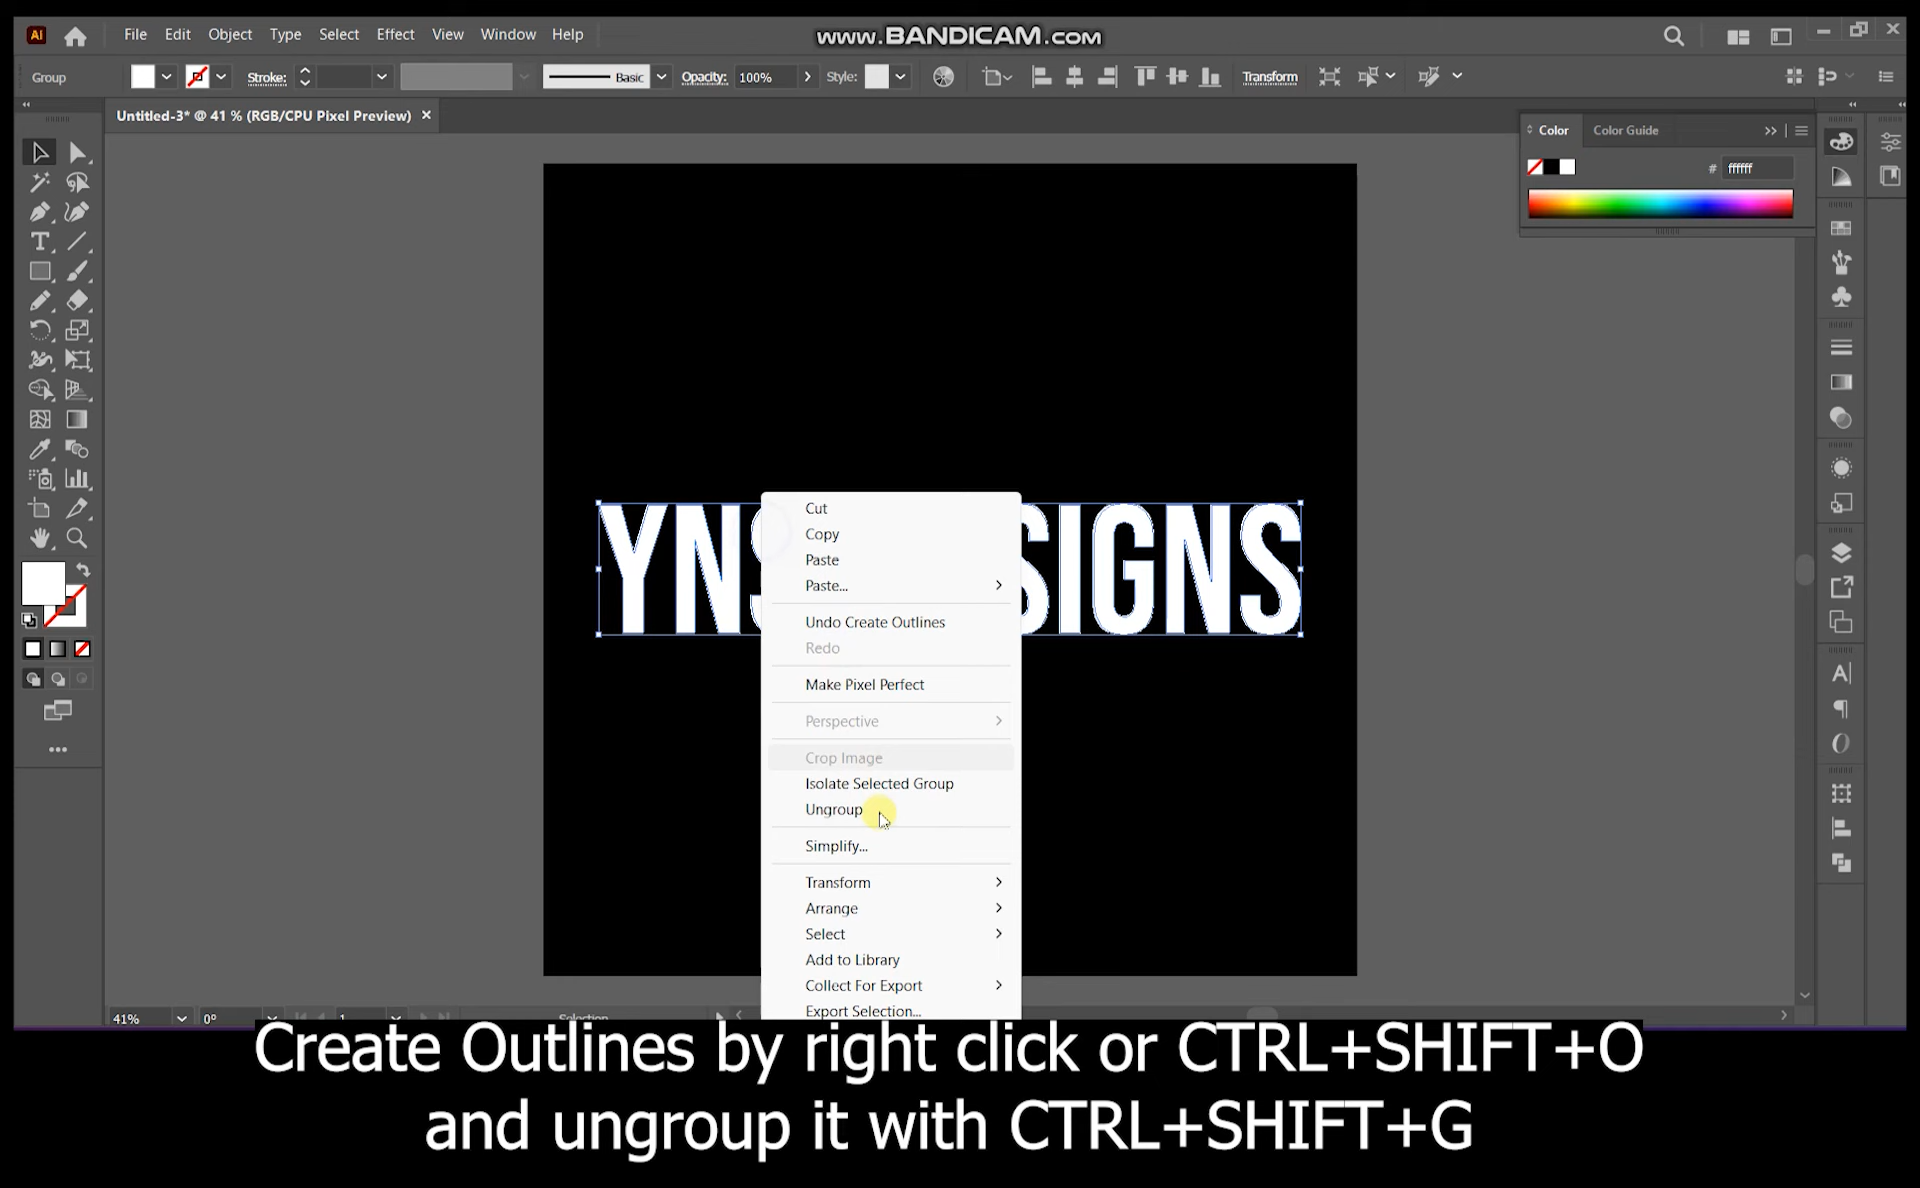 www.BANDICAM.com
Ai File Edit Object Type Select Effect View Window Help
Group Stroke: Basic Opacity: 100% Style: Transform
Untitled-3* @ 41 % (RGB/CPU Pixel Preview) ×
Color Color Guide
# ffffff
YNS SIGNS
Cut
Copy
Paste
Paste...
Undo Create Outlines
Redo
Make Pixel Perfect
Perspective
Crop Image
Isolate Selected Group
Ungroup
Simplify...
Transform
Arrange
Select
Add to Library
Collect For Export
Export Selection...
41% 0° 1 Selection
Create Outlines by right click or CTRL+SHIFT+O
and ungroup it with CTRL+SHIFT+G